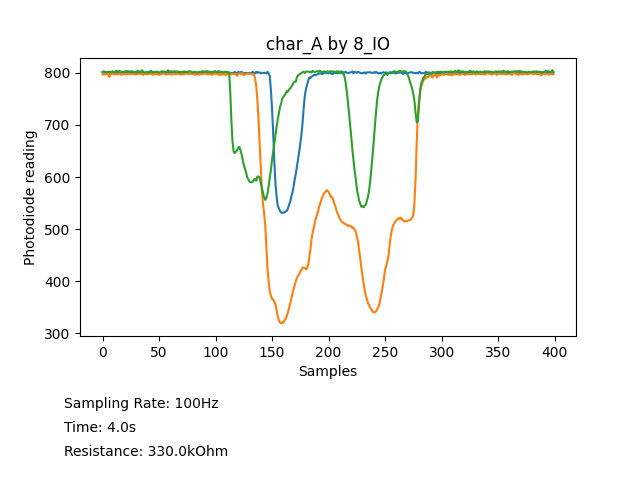 char_A by 8_IO
800
700
600
500
400
300
Photodiode reading
0 50 100 150 200 250 300 350 400
Samples
Sampling Rate: 100Hz
Time: 4.0s
Resistance: 330.0kOhm